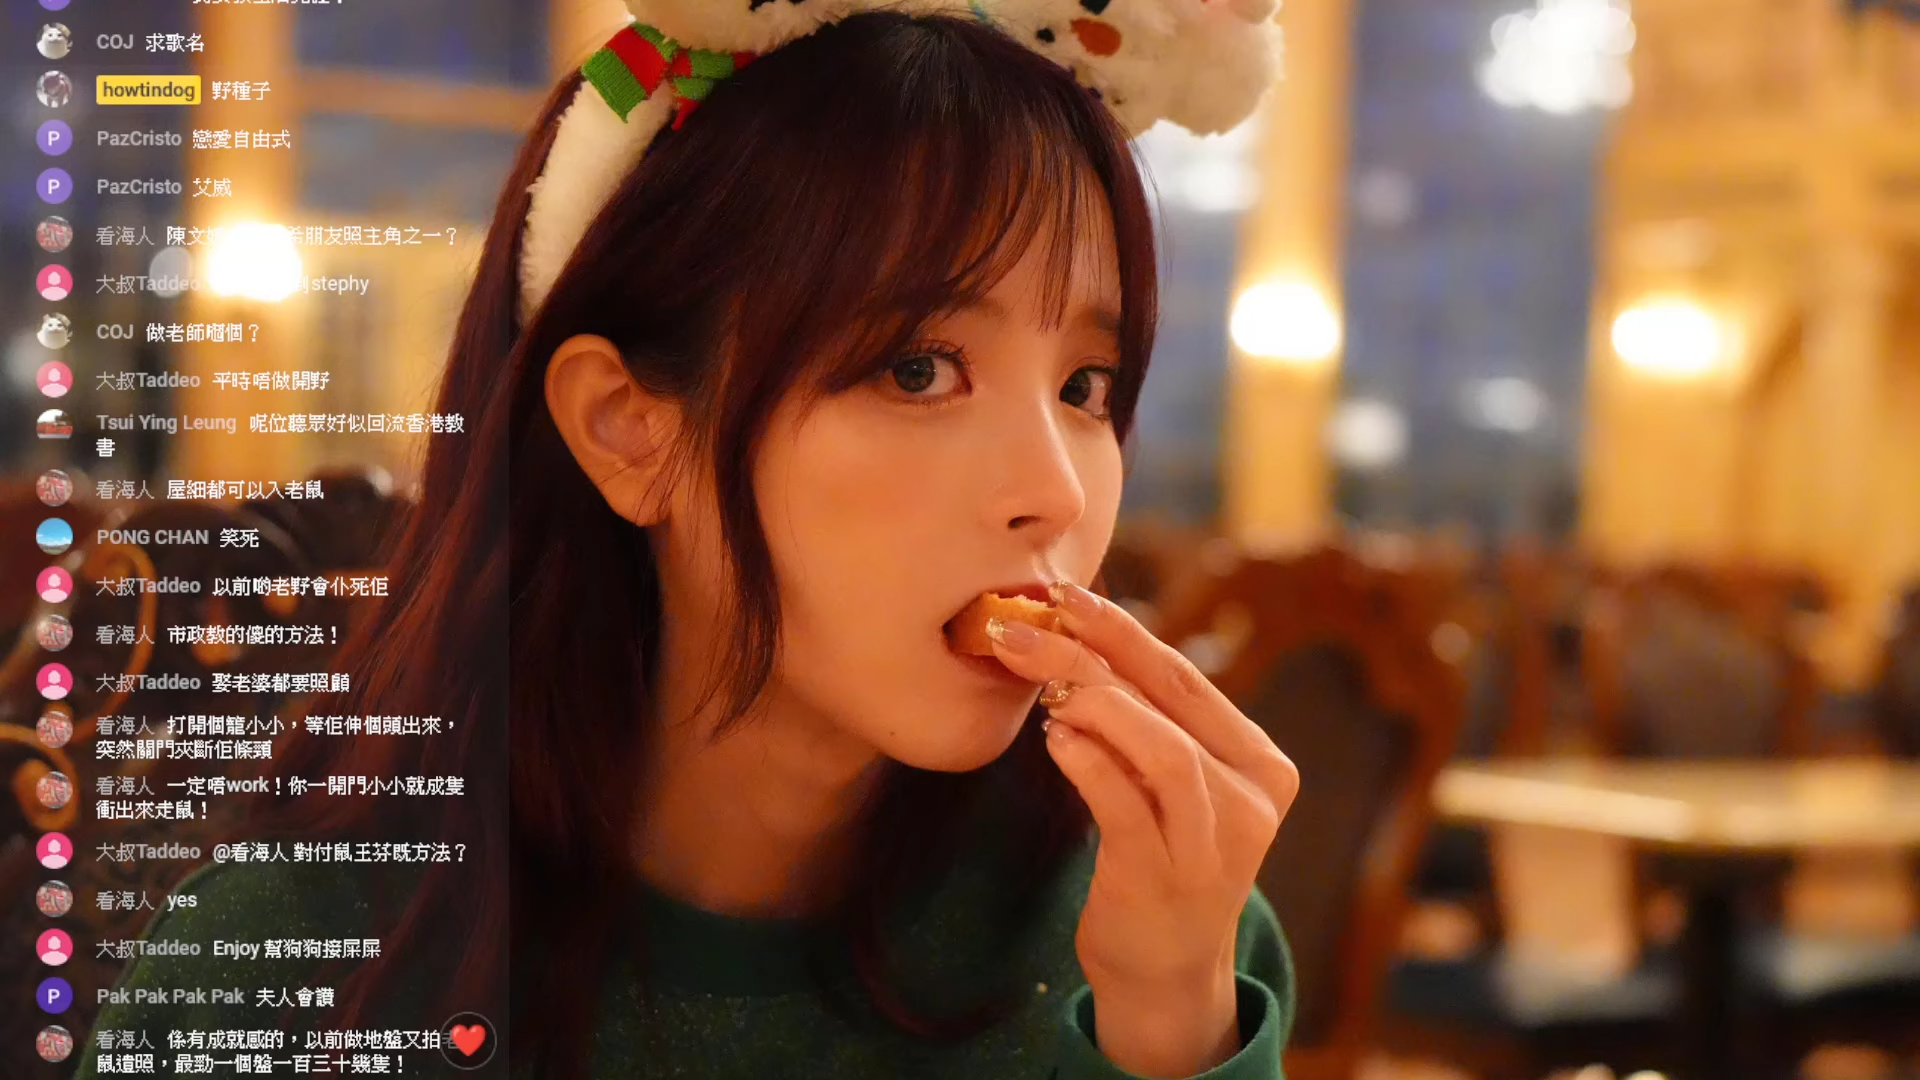 COJ 求歌名
howtindog 野種子
PazCristo 戀愛自由式
PazCristo 艾威
看海人 陳文 希朋友照主角之一？
大叔Taddeo stephy
COJ 做老師嗰個？
大叔Taddeo 平時唔做開野
Tsui Ying Leung 呢位聽眾好似回流香港教
書
看海人 屋細都可以入老鼠
PONG CHAN 笑死
大叔Taddeo 以前啲老野會仆死佢
看海人 市政教的傻的方法！
大叔Taddeo 娶老婆都要照顧
看海人 打開個籠小小，等佢伸個頭出來，
突然關門夾斷佢條頸
看海人 一定唔work！你一開門小小就成隻
衝出來走鼠！
大叔Taddeo @看海人 對付鼠王芬既方法？
看海人 yes
大叔Taddeo Enjoy 幫狗狗接屎屎
Pak Pak Pak Pak 夫人會讚
看海人 係有成就感的，以前做地盤又拍
鼠遺照，最勁一個盤一百三十幾隻！